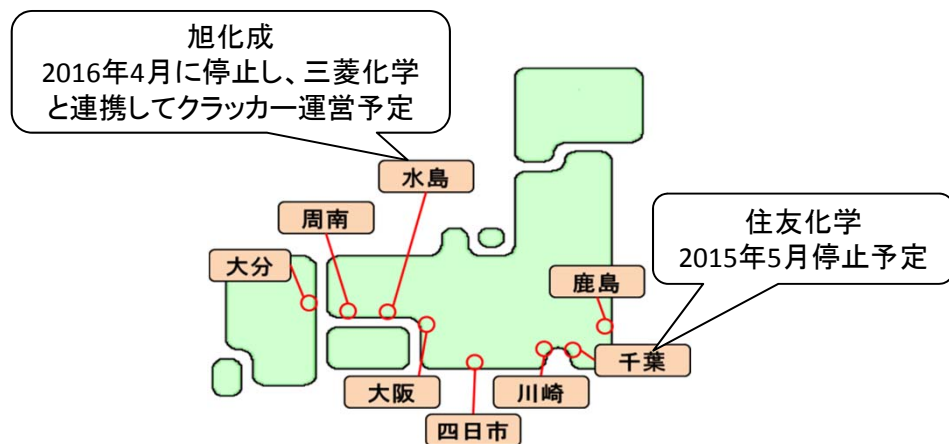 旭化成
2016年4月に停止し、三菱化学
と連携してクラッカー運営予定
水島
周南
住友化学
2015年5月停止予定
大分
鹿島
千葉
大阪
川崎
四日市